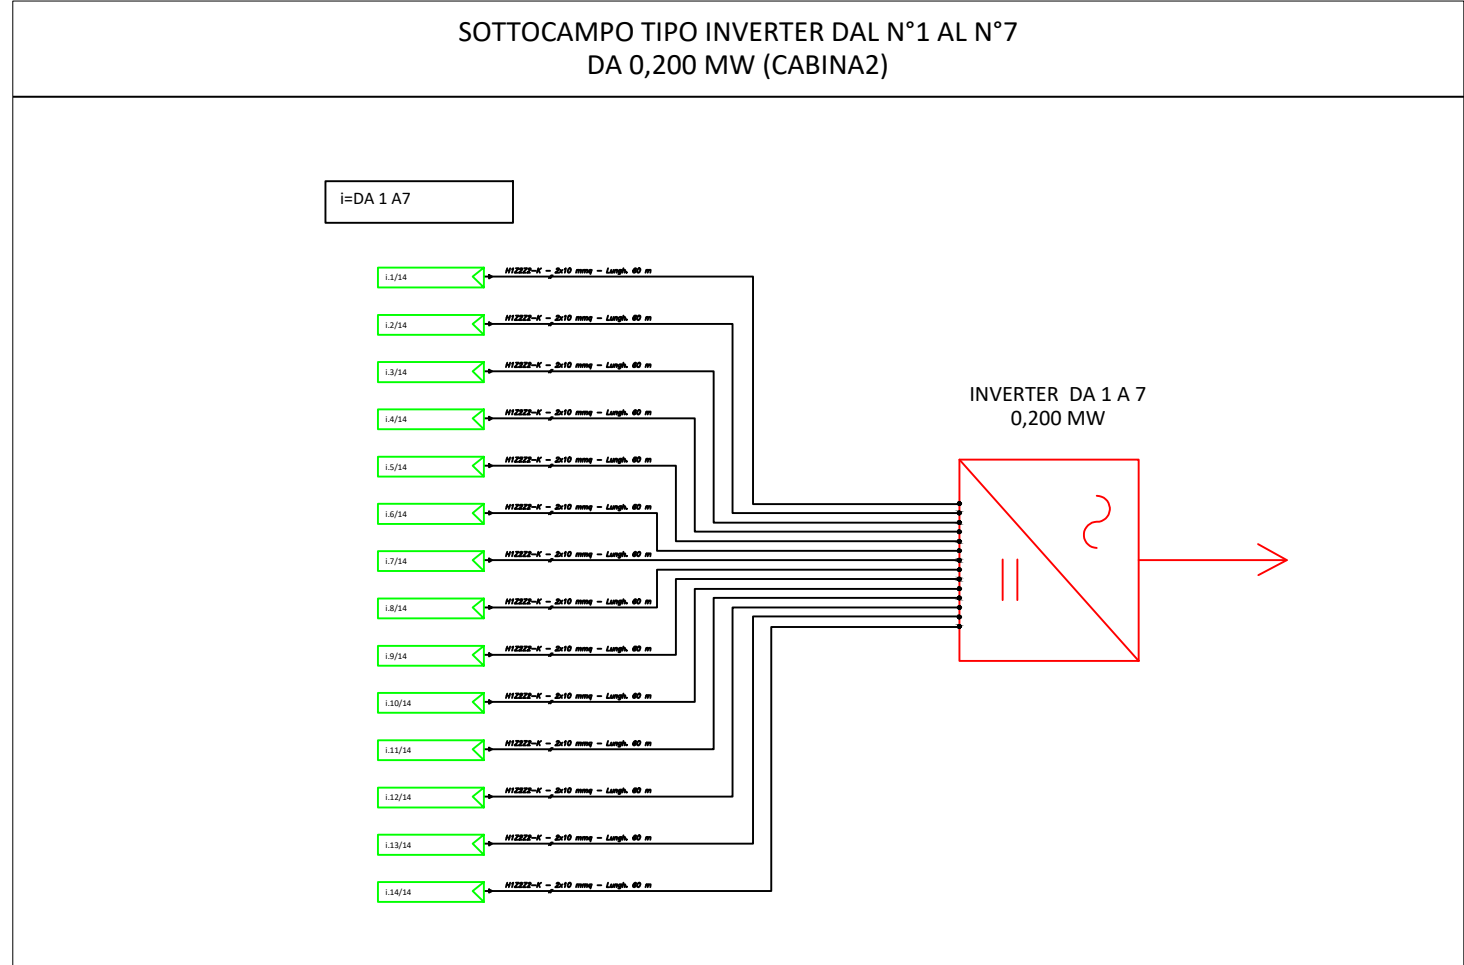 SOTTOCAMPO TIPO INVERTER DAL N°1 AL N°7
DA 0,200 MW (CABINA2)
i=DA 1 A7
i.1/14 H1Z2Z2-K - 2x10 mmq - Lungh. 60 m
i.2/14 H1Z2Z2-K - 2x10 mmq - Lungh. 60 m
i.3/14 H1Z2Z2-K - 2x10 mmq - Lungh. 60 m
INVERTER DA 1 A 7
0,200 MW
i.4/14 H1Z2Z2-K - 2x10 mmq - Lungh. 60 m
i.5/14 H1Z2Z2-K - 2x10 mmq - Lungh. 60 m
i.6/14 H1Z2Z2-K - 2x10 mmq - Lungh. 60 m
i.7/14 H1Z2Z2-K - 2x10 mmq - Lungh. 60 m
i.8/14 H1Z2Z2-K - 2x10 mmq - Lungh. 60 m
i.9/14 H1Z2Z2-K - 2x10 mmq - Lungh. 60 m
i.10/14 H1Z2Z2-K - 2x10 mmq - Lungh. 60 m
i.11/14 H1Z2Z2-K - 2x10 mmq - Lungh. 60 m
i.12/14 H1Z2Z2-K - 2x10 mmq - Lungh. 60 m
i.13/14 H1Z2Z2-K - 2x10 mmq - Lungh. 60 m
i.14/14 H1Z2Z2-K - 2x10 mmq - Lungh. 60 m